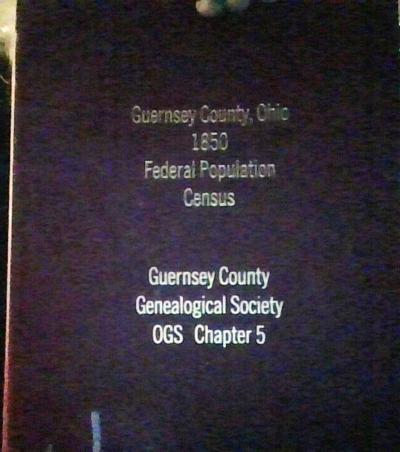 Guernsey County, Ohio
1850
Federal Population
Census
Guernsey County
Genealogical Society
OGS Chapter 5